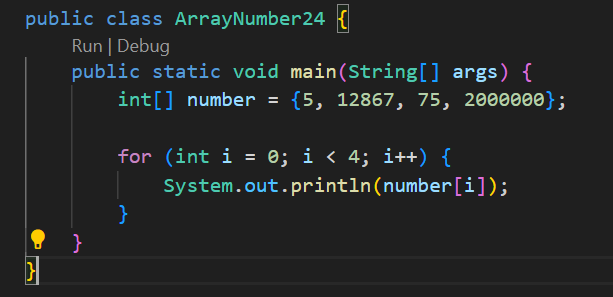 public class ArrayNumber24 {
Run | Debug
public static void main(String[] args) {
int[] number = {5, 12867, 75, 2000000};
for (int i = 0; i < 4; i++) {
System.out.println(number[i]);
}
}
}